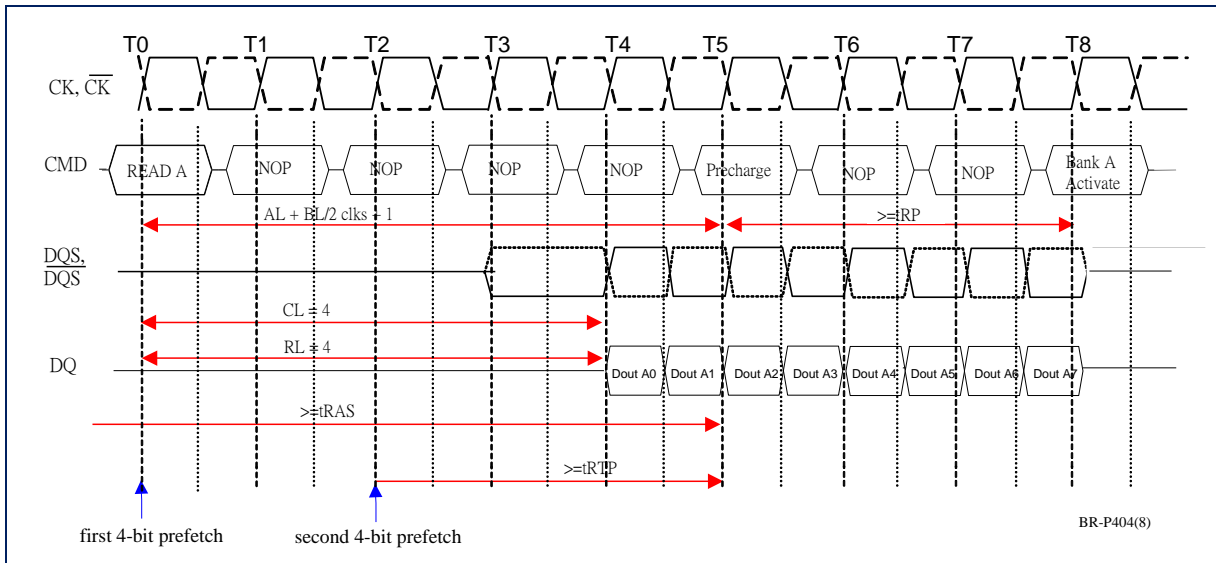 T0 T1 T2 T3 T4 T5 T6 T7 T8
CK, C̅K̅
CMD READ A NOP NOP NOP NOP Precharge NOP NOP Bank A Activate
AL + BL/2 clks + 1 >=tRP
DQS,
D̅Q̅S̅
CL = 4
RL = 4
DQ Dout A0 Dout A1 Dout A2 Dout A3 Dout A4 Dout A5 Dout A6 Dout A7
>=tRAS
>=tRTP
first 4-bit prefetch second 4-bit prefetch
BR-P404(8)